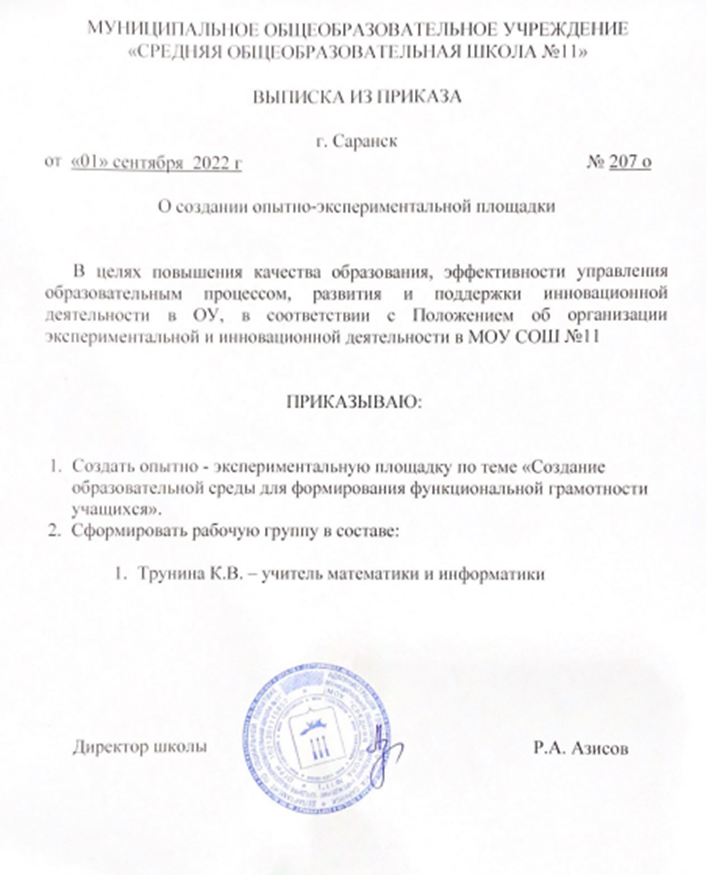 МУНИЦИПАЛЬНОЕ ОБЩЕОБРАЗОВАТЕЛЬНОЕ УЧРЕЖДЕНИЕ
«СРЕДНЯЯ ОБЩЕОБРАЗОВАТЕЛЬНАЯ ШКОЛА №11»
ВЫПИСКА ИЗ ПРИКАЗА
г. Саранск
от «01» сентября 2022 г № 207 о
О создании опытно-экспериментальной площадки
В целях повышения качества образования, эффективности управления
образовательным процессом, развития и поддержки инновационной
деятельности в ОУ, в соответствии с Положением об организации
экспериментальной и инновационной деятельности в МОУ СОШ №11
ПРИКАЗЫВАЮ:
1. Создать опытно - экспериментальную площадку по теме «Создание
образовательной среды для формирования функциональной грамотности
учащихся».
2. Сформировать рабочую группу в составе:
1. Трунина К.В. – учитель математики и информатики
Директор школы Р.А. Азисов